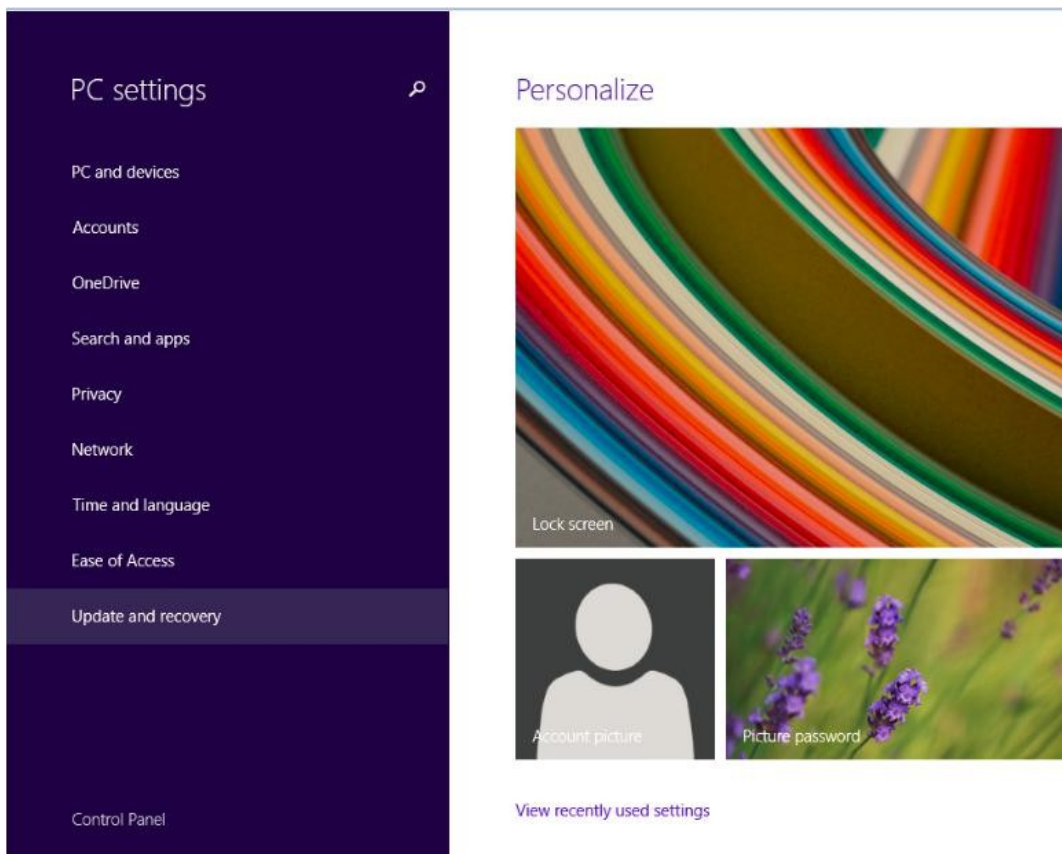 PC settings
PC and devices
Accounts
OneDrive
Search and apps
Privacy
Network
Time and language
Ease of Access
Update and recovery
Control Panel
Personalize
Lock screen
Account picture
Picture password
View recently used settings